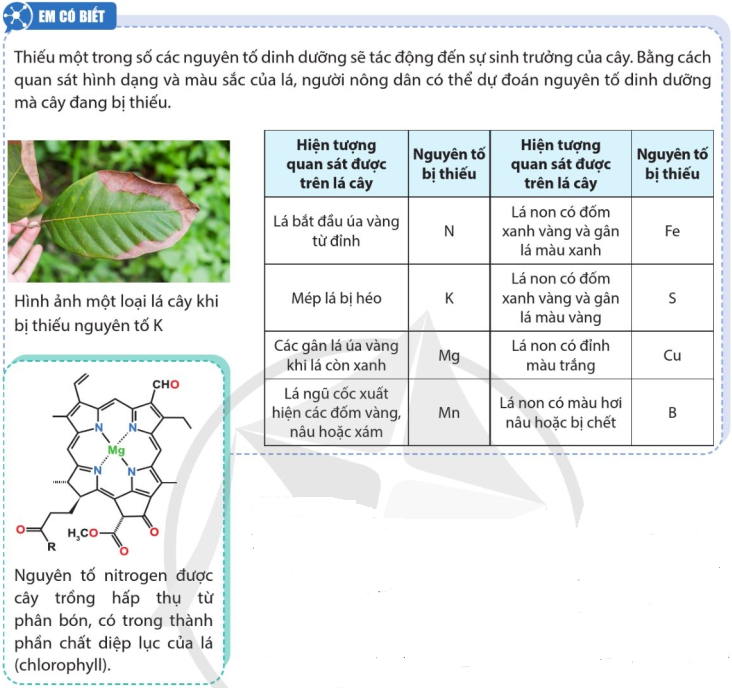 EM CÓ BIẾT
Thiếu một trong số các nguyên tố dinh dưỡng sẽ tác động đến sự sinh trưởng của cây. Bằng cách
quan sát hình dạng và màu sắc của lá, người nông dân có thể dự đoán nguyên tố dinh dưỡng
mà cây đang bị thiếu.
Hình ảnh một loại lá cây khi
bị thiếu nguyên tố K
Hiện tượng
quan sát được
trên lá cây
Nguyên tố
bị thiếu
Hiện tượng
quan sát được
trên lá cây
Nguyên tố
bị thiếu
Lá bắt đầu úa vàng
từ đỉnh
N
Lá non có đốm
xanh vàng và gân
lá màu xanh
Fe
Mép lá bị héo
K
Lá non có đốm
xanh vàng và gân
lá màu vàng
S
Các gân lá úa vàng
khi lá còn xanh
Mg
Lá non có đỉnh
màu trắng
Cu
Lá ngũ cốc xuất
hiện các đốm vàng,
nâu hoặc xám
Mn
Lá non có màu hơi
nâu hoặc bị chết
B
CHO
N
N
Mg
N
N
O
R
H₃CO
O
O
Nguyên tố nitrogen được
cây trồng hấp thụ từ
phân bón, có trong thành
phần chất diệp lục của lá
(chlorophyll).